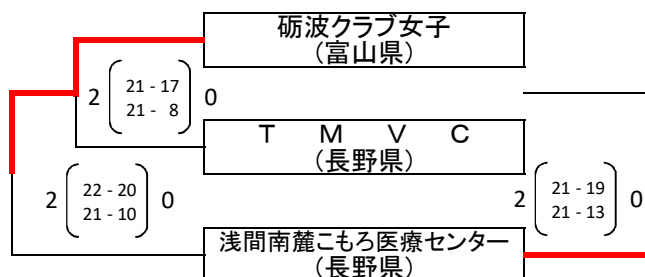 砺波クラブ女子
(富山県)
2 21 - 17 0
21 - 8
T M V C
(長野県)
2 22 - 20 0
21 - 10
2 21 - 19 0
21 - 13
浅間南麓こもろ医療センター
(長野県)